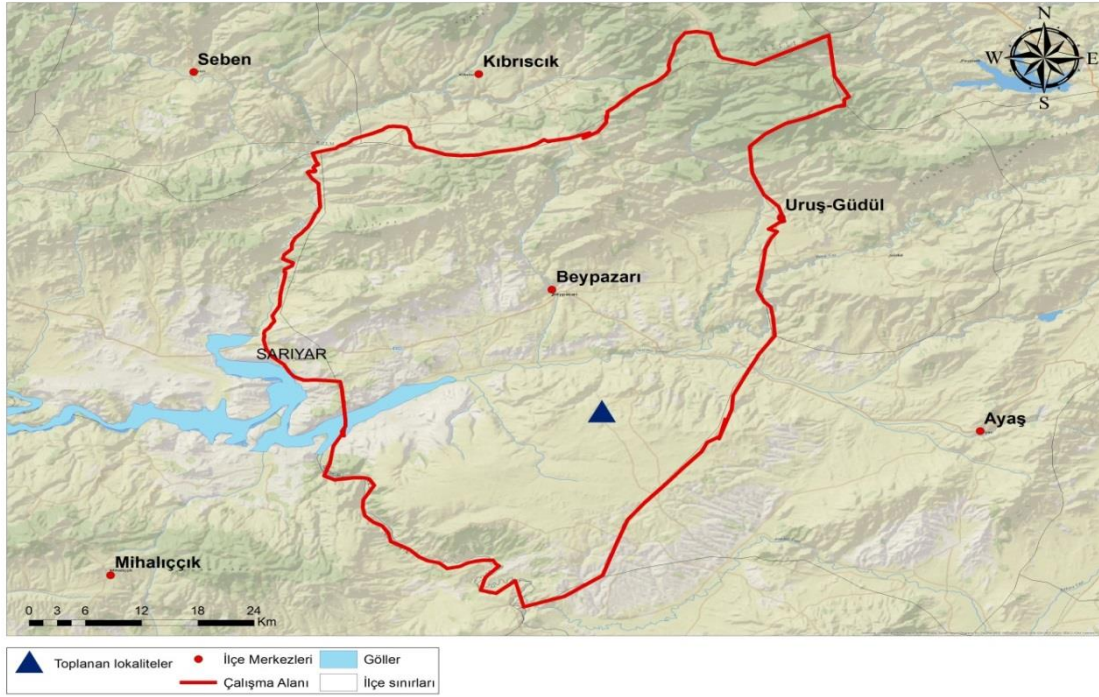 N
W E
S
Seben
Kıbrıscık
Uruş-Güdül
Beypazarı
SARIYAR
Ayaş
Mihalıççık
0 3 6 12 18 24
Km
Toplanan lokaliteler
İlçe Merkezleri
Göller
Çalışma Alanı
İlçe sınırları